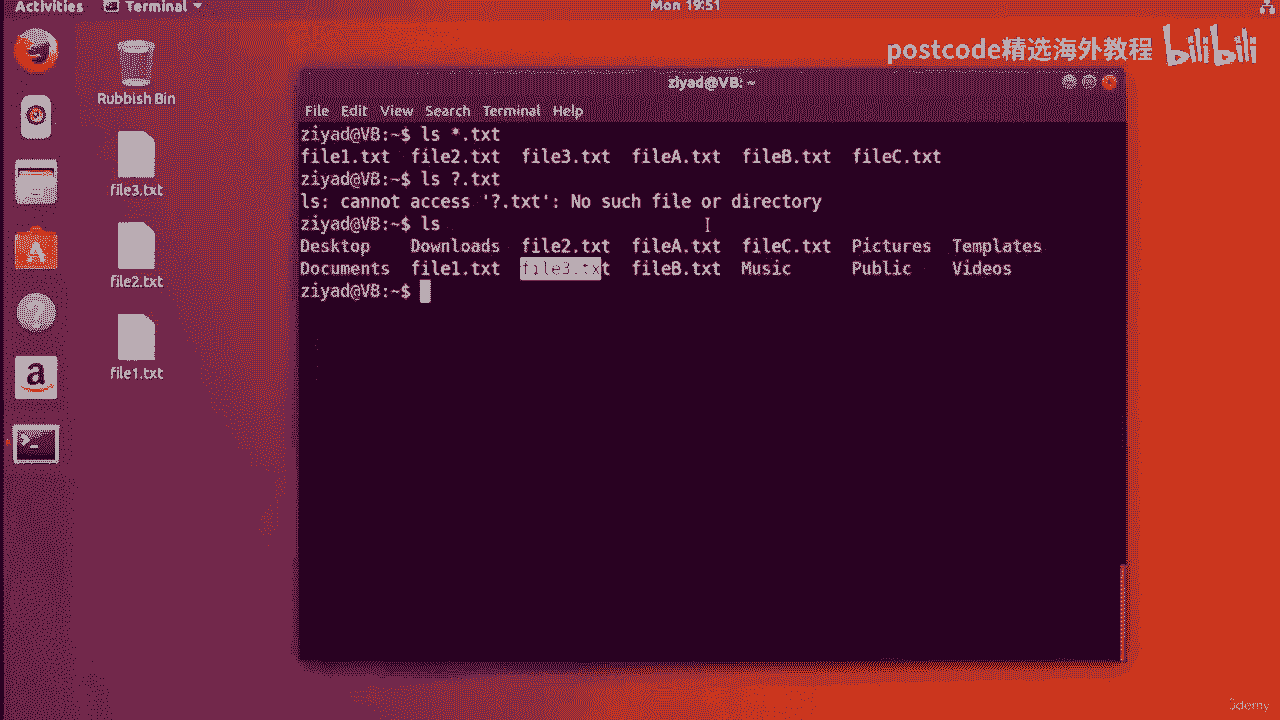 Activities Terminal Mon 19:51
postcode精选海外教程 bilibili
Rubbish Bin
file3.txt
file2.txt
file1.txt
ziyad@VB: ~
File Edit View Search Terminal Help
ziyad@VB:~$ ls *.txt
file1.txt file2.txt file3.txt fileA.txt fileB.txt fileC.txt
ziyad@VB:~$ ls ?.txt
ls: cannot access '?.txt': No such file or directory
ziyad@VB:~$ ls
Desktop Downloads file2.txt fileA.txt fileC.txt Pictures Templates
Documents file1.txt file3.txt fileB.txt Music Public Videos
ziyad@VB:~$
a
Udemy